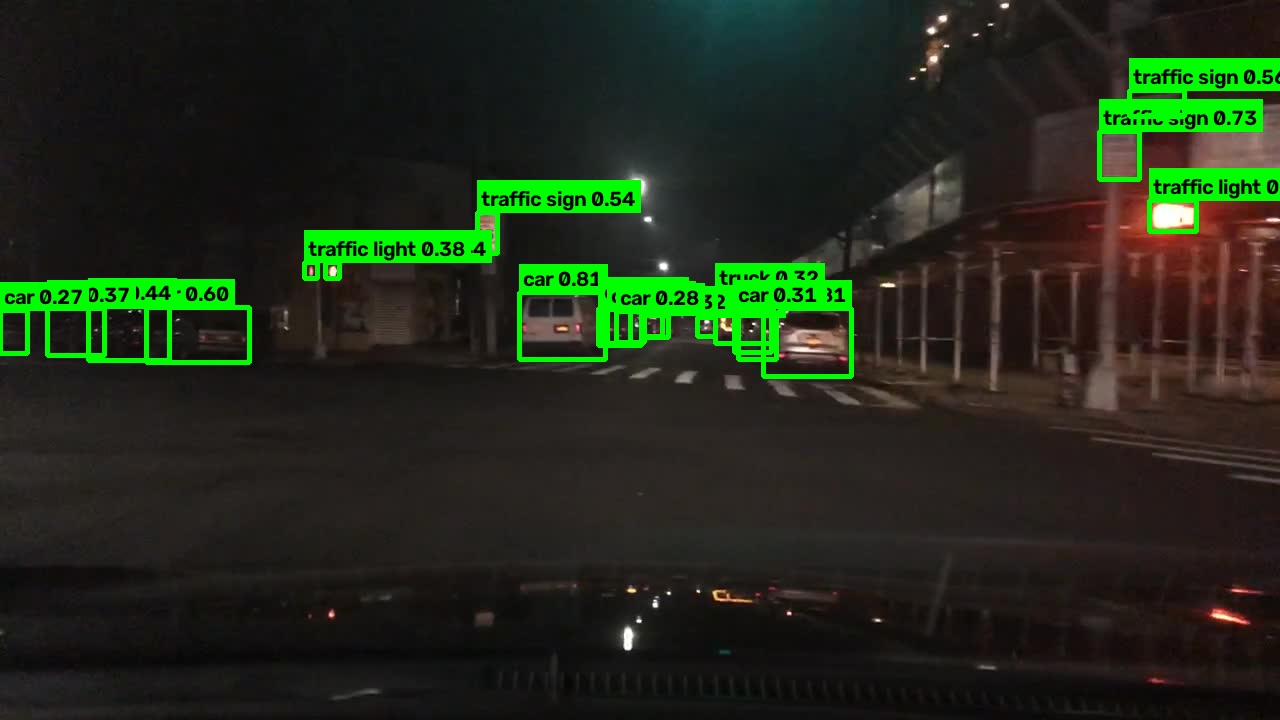 traffic sign 0.56
traffic sign 0.73
traffic light 0
traffic sign 0.54
traffic light 0.38 4
car 0.81
truck 0.32
car 0.27 0.37 0.44 0.60
car 0.28
car 0.31 81